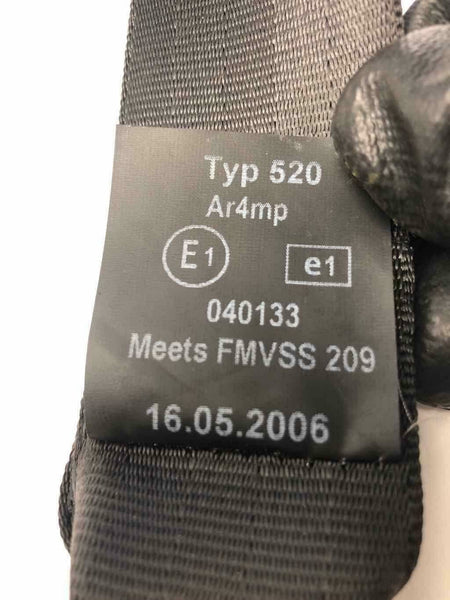 Typ 520
Ar4mp
E1 e1
040133
Meets FMVSS 209
16.05.2006